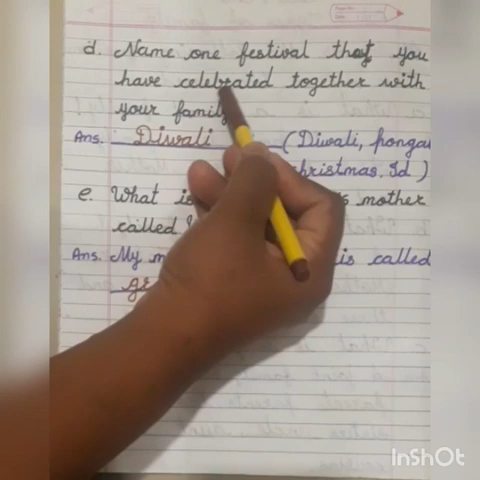 d. Name one festival that you
have celebrated together with
your family
Ans. Diwali (Diwali, pongal
christmas. Id )
e. What is mother
called
Ans. My is called
InShOt